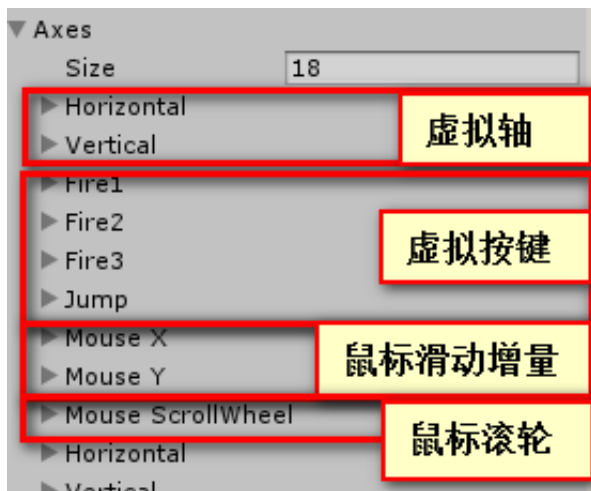 Axes
Size 18
Horizontal
虚拟轴
Vertical
Fire1
Fire2
虚拟按键
Fire3
Jump
Mouse X
鼠标滑动增量
Mouse Y
Mouse ScrollWheel
鼠标滚轮
Horizontal
Vertical